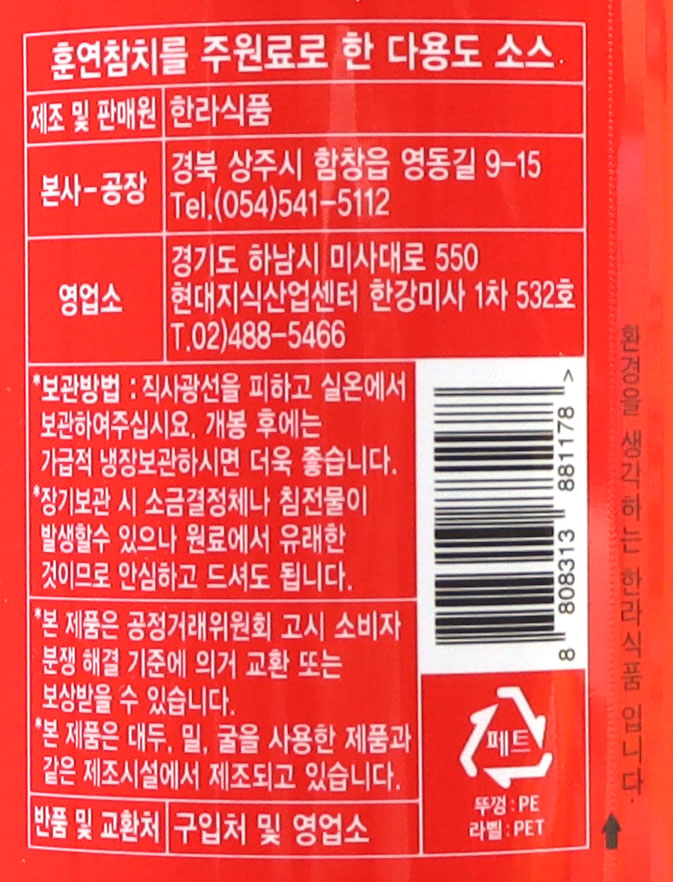 훈연참치를 주원료로 한 다용도 소스.
제조 및 판매원 한라식품
본사-공장
경북 상주시 함창읍 영동길 9-15
Tel.(054)541-5112
영업소
경기도 하남시 미사대로 550
현대지식산업센터 한강미사 1차 532호
T.02)488-5466
*보관방법 : 직사광선을 피하고 실온에서
보관하여주십시요. 개봉 후에는
가급적 냉장보관하시면 더욱 좋습니다.
*장기보관 시 소금결정체나 침전물이
발생할수 있으나 원료에서 유래한
것이므로 안심하고 드셔도 됩니다.
*본 제품은 공정거래위원회 고시 소비자
분쟁 해결 기준에 의거 교환 또는
보상받을 수 있습니다.
*본 제품은 대두, 밀, 굴을 사용한 제품과
같은 제조시설에서 제조되고 있습니다.
반품 및 교환처 구입처 및 영업소
8 808313 881178 >
페트
뚜껑:PE
라벨:PET
환경을 생각하는 한라식품 입니다.